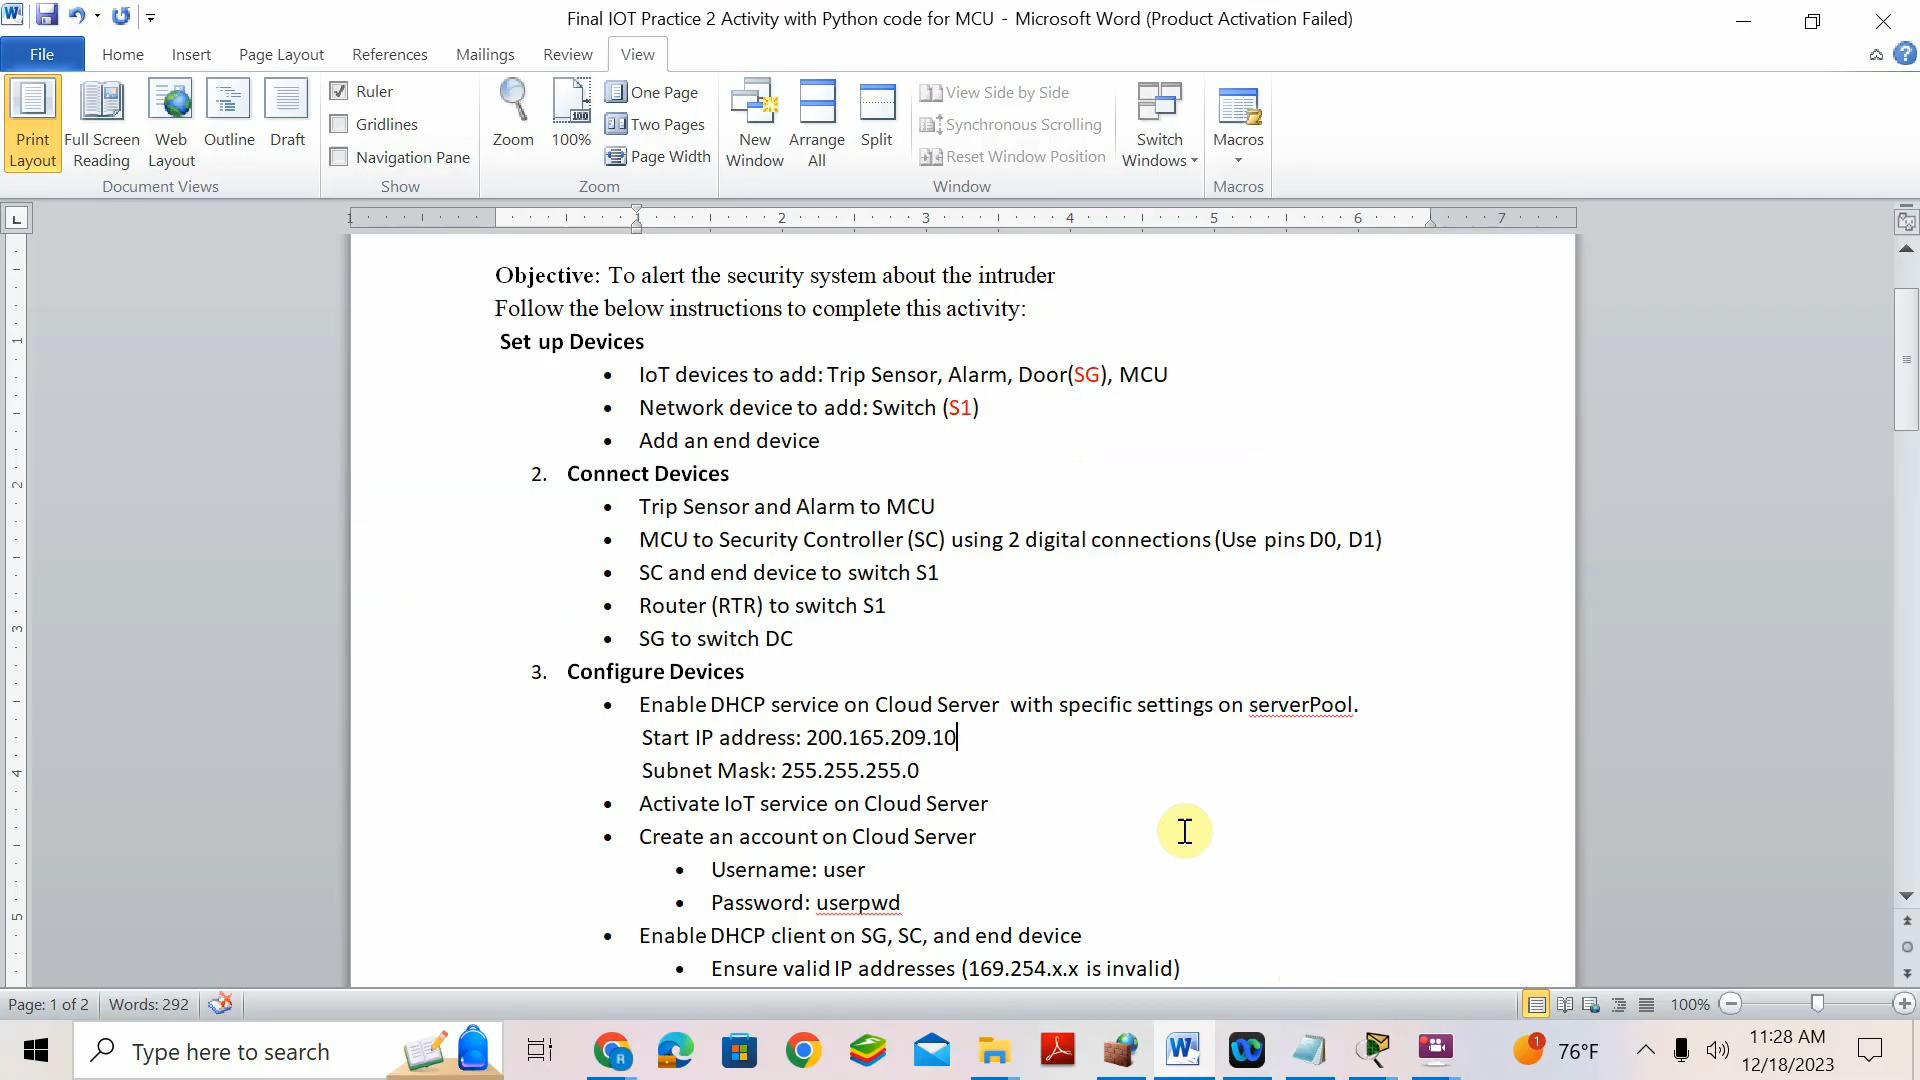 Final IOT Practice 2 Activity with Python code for MCU - Microsoft Word (Product Activation Failed)
File Home Insert Page Layout References Mailings Review View
Print Layout
Full Screen Reading
Web Layout
Outline
Draft
Document Views
Ruler
Gridlines
Navigation Pane
Show
Zoom
100%
One Page
Two Pages
Page Width
Zoom
New Window
Arrange All
Split
View Side by Side
Synchronous Scrolling
Reset Window Position
Window
Switch Windows
Macros
Macros
1 1 2 3 4 5 6 7
Objective: To alert the security system about the intruder
Follow the below instructions to complete this activity:
Set up Devices
• IoT devices to add: Trip Sensor, Alarm, Door(SG), MCU
• Network device to add: Switch (S1)
• Add an end device
2. Connect Devices
• Trip Sensor and Alarm to MCU
• MCU to Security Controller (SC) using 2 digital connections (Use pins D0, D1)
• SC and end device to switch S1
• Router (RTR) to switch S1
• SG to switch DC
3. Configure Devices
• Enable DHCP service on Cloud Server with specific settings on serverPool.
Start IP address: 200.165.209.10
Subnet Mask: 255.255.255.0
• Activate IoT service on Cloud Server
• Create an account on Cloud Server
• Username: user
• Password: userpwd
• Enable DHCP client on SG, SC, and end device
• Ensure valid IP addresses (169.254.x.x is invalid)
Page: 1 of 2 Words: 292 100%
Type here to search
76°F
11:28 AM
12/18/2023